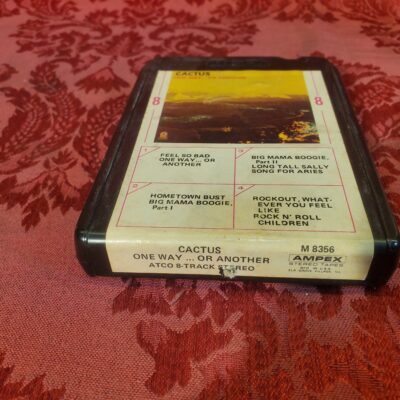 CACTUS
8
8
1
FEEL SO BAD
ONE WAY... OR
ANOTHER
3
BIG MAMA BOOGIE,
Part II
LONG TALL SALLY
SONG FOR ARIES
2
HOMETOWN BUST
BIG MAMA BOOGIE,
Part I
4
ROCKOUT, WHAT-
EVER YOU FEEL
LIKE
ROCK N' ROLL
CHILDREN
CACTUS
ONE WAY ... OR ANOTHER
ATCO 8-TRACK STEREO
M 8356
AMPEX
STEREO TAPES